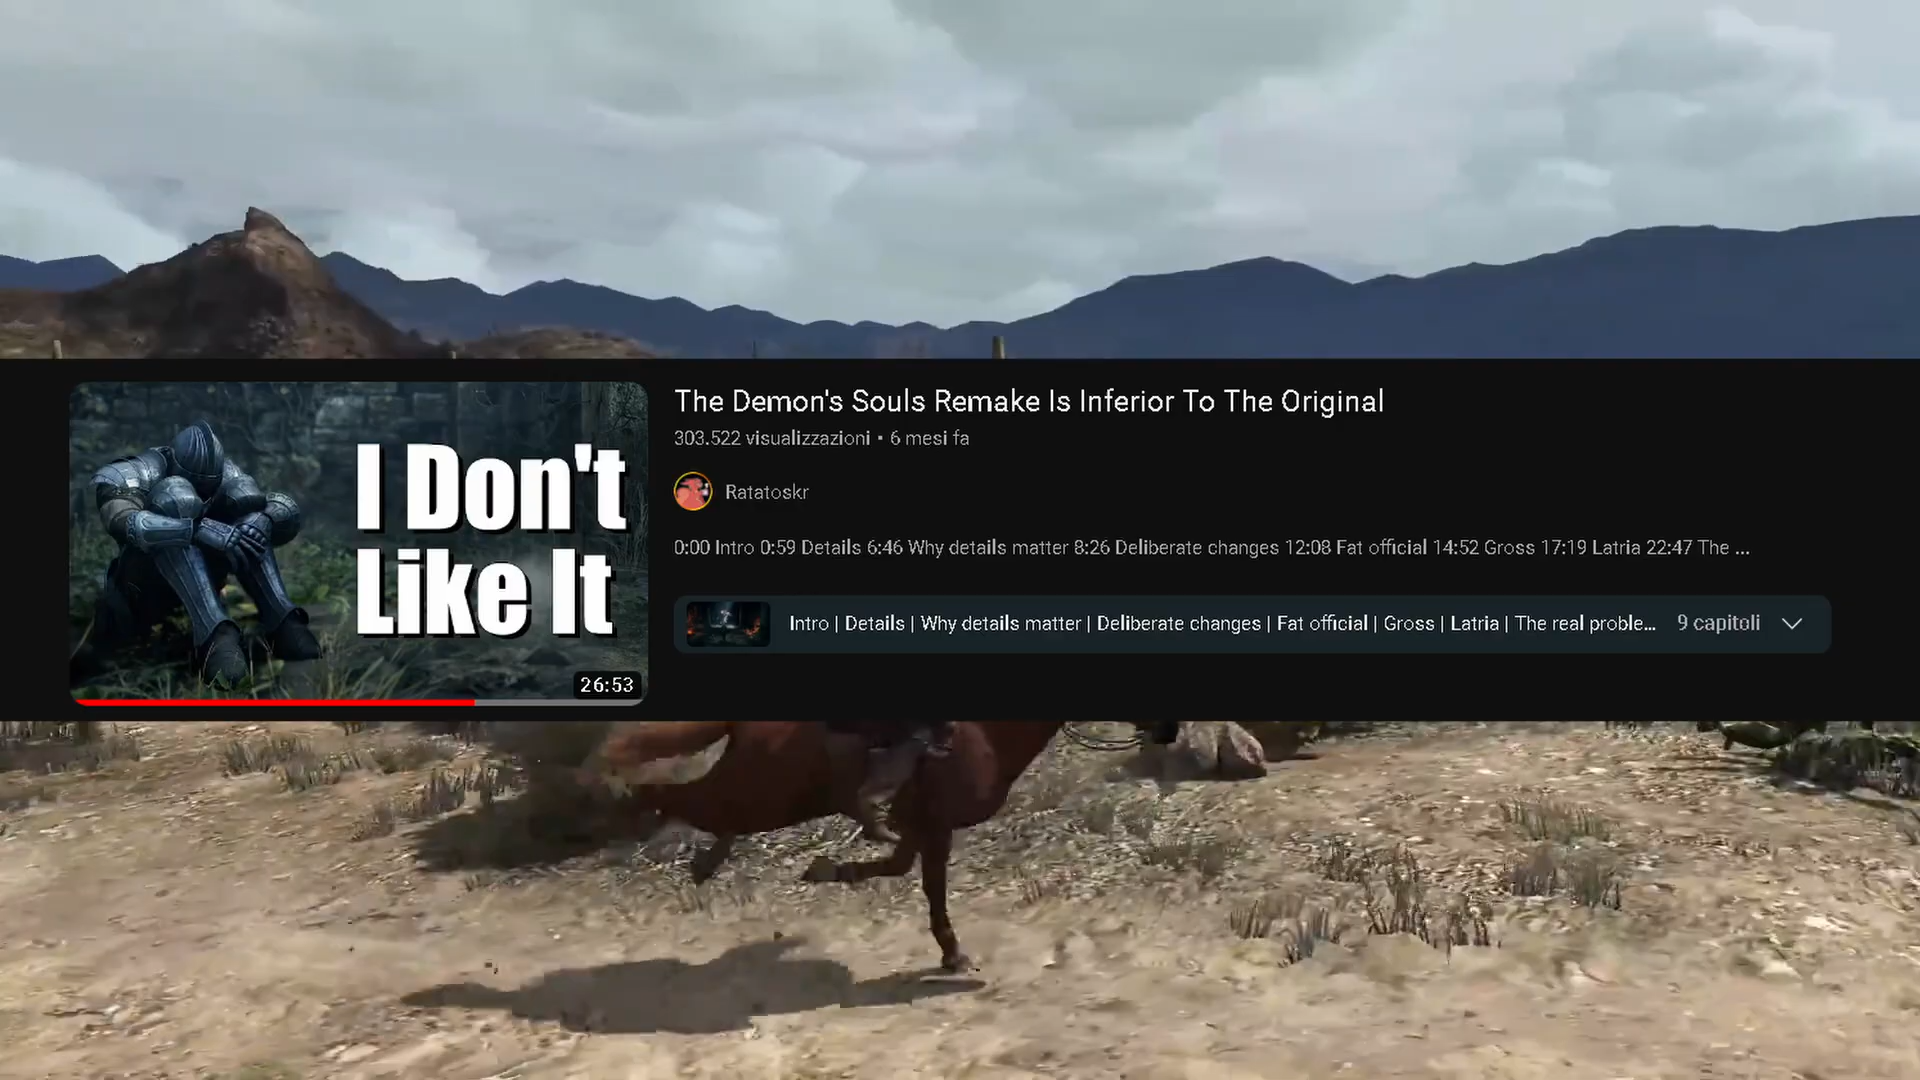 I Don't
Like It
26:53
The Demon's Souls Remake Is Inferior To The Original
303.522 visualizzazioni • 6 mesi fa
Ratatoskr
0:00 Intro 0:59 Details 6:46 Why details matter 8:26 Deliberate changes 12:08 Fat official 14:52 Gross 17:19 Latria 22:47 The ...
Intro | Details | Why details matter | Deliberate changes | Fat official | Gross | Latria | The real proble... 9 capitoli